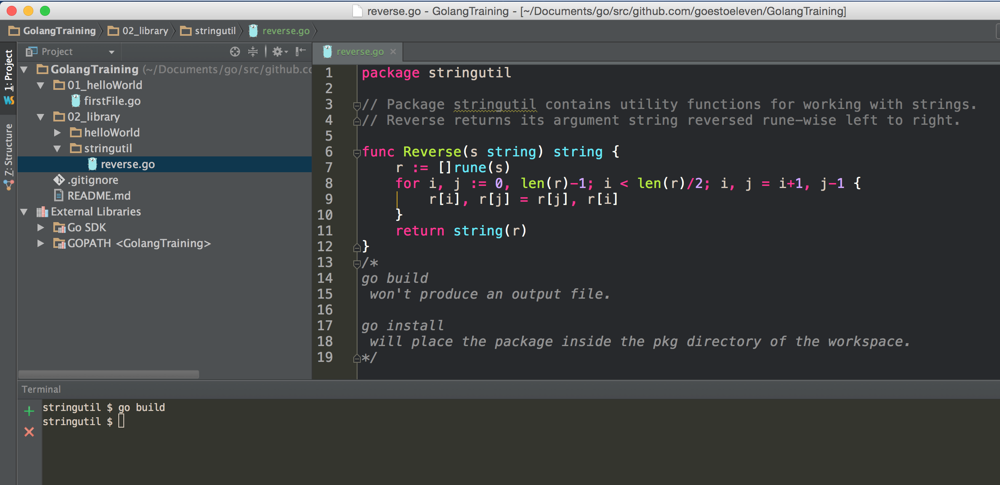 reverse.go - GolangTraining - [~/Documents/go/src/github.com/goestoeleven/GolangTraining]
GolangTraining 02_library stringutil reverse.go
1: Project
7: Structure
Project
GolangTraining (~/Documents/go/src/github.co
01_helloWorld
firstFile.go
02_library
helloWorld
stringutil
reverse.go
.gitignore
README.md
External Libraries
Go SDK
GOPATH <GolangTraining>
reverse.go
1 package stringutil
2
3 // Package stringutil contains utility functions for working with strings.
4 // Reverse returns its argument string reversed rune-wise left to right.
5
6 func Reverse(s string) string {
7     r := []rune(s)
8     for i, j := 0, len(r)-1; i < len(r)/2; i, j = i+1, j-1 {
9         r[i], r[j] = r[j], r[i]
10     }
11     return string(r)
12 }
13 /*
14 go build
15  won't produce an output file.
16
17 go install
18  will place the package inside the pkg directory of the workspace.
19 */
Terminal
stringutil $ go build
stringutil $